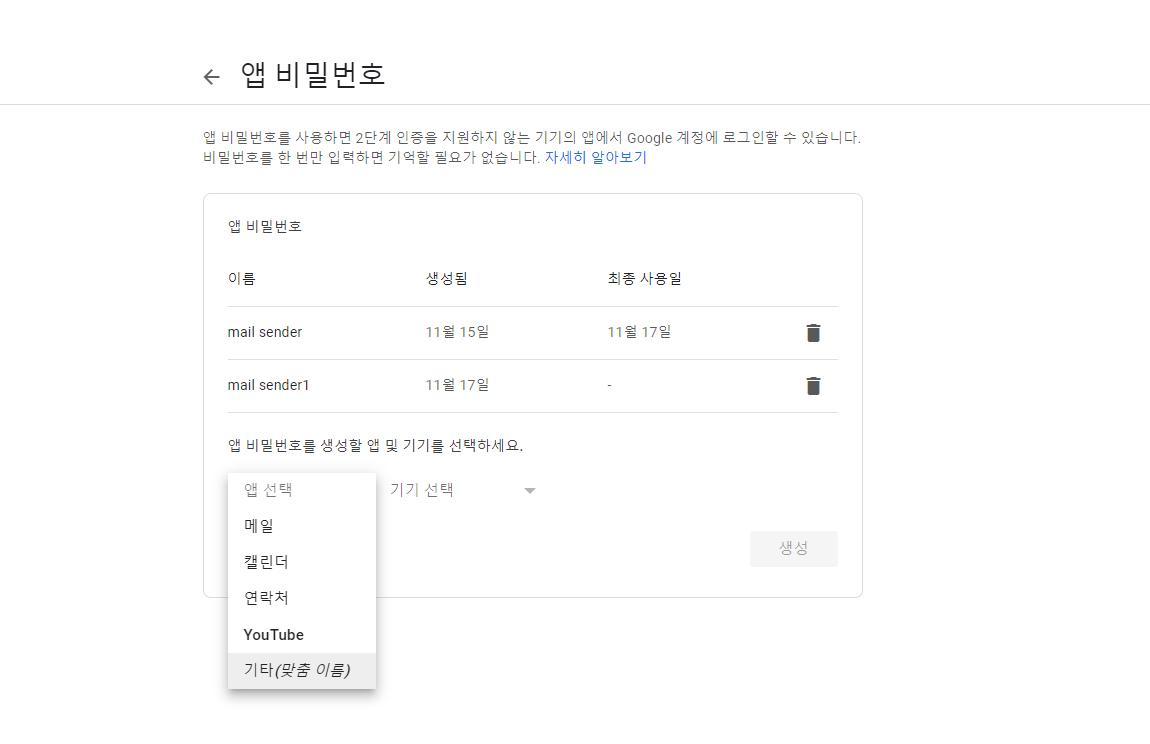 앱 비밀번호
앱 비밀번호를 사용하면 2단계 인증을 지원하지 않는 기기의 앱에서 Google 계정에 로그인할 수 있습니다.
비밀번호를 한 번만 입력하면 기억할 필요가 없습니다. 자세히 알아보기
앱 비밀번호
이름 생성됨 최종 사용일
mail sender 11월 15일 11월 17일
mail sender1 11월 17일 -
앱 비밀번호를 생성할 앱 및 기기를 선택하세요.
앱 선택 기기 선택
메일
캘린더
연락처
YouTube
기타(맞춤 이름)
생성